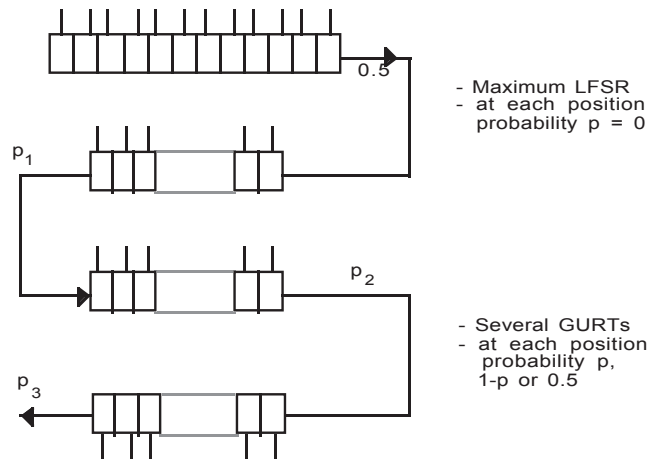 0.5
- Maximum LFSR
- at each position
probability p = 0
p1
p2
- Several GURTs
- at each position
probability p,
1-p or 0.5
p3